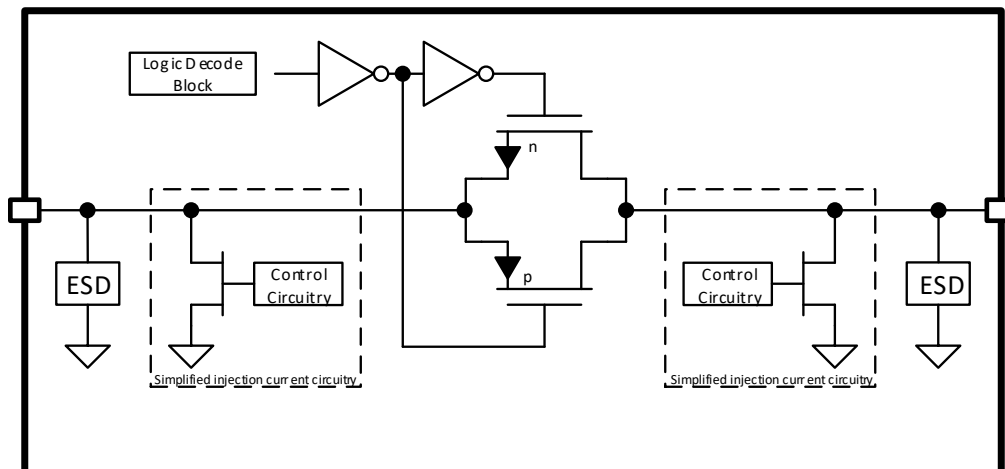 Logic Decode
Block
n
p
ESD
Control
Circuitry
Simplified injection current circuitry
Control
Circuitry
ESD
Simplified injection current circuitry